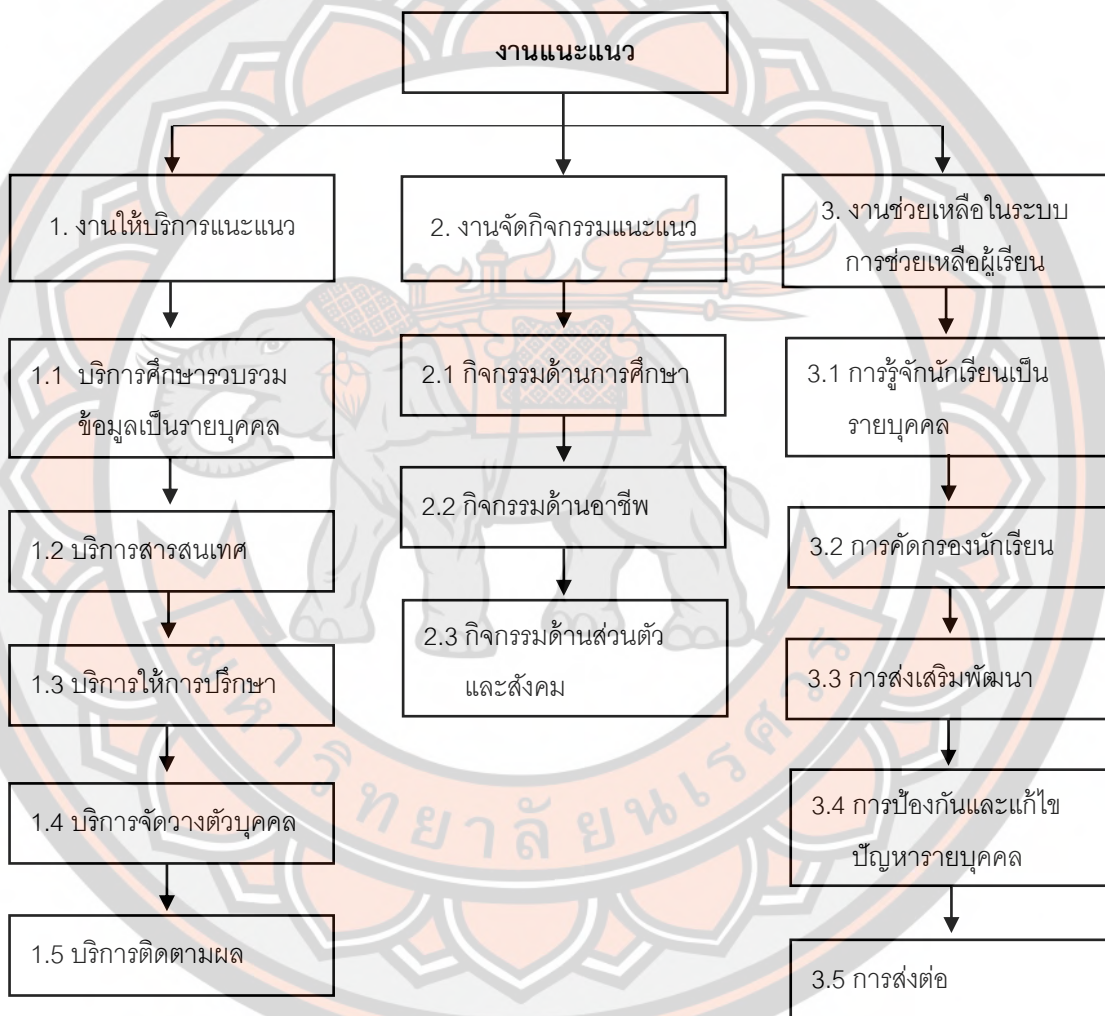 งานแนะแนว
1. งานให้บริการแนะแนว
1.1 บริการศึกษารวบรวม
ข้อมูลเป็นรายบุคคล
1.2 บริการสารสนเทศ
1.3 บริการให้การปรึกษา
1.4 บริการจัดวางตัวบุคคล
1.5 บริการติดตามผล
2. งานจัดกิจกรรมแนะแนว
2.1 กิจกรรมด้านการศึกษา
2.2 กิจกรรมด้านอาชีพ
2.3 กิจกรรมด้านส่วนตัว
และสังคม
3. งานช่วยเหลือในระบบ
การช่วยเหลือผู้เรียน
3.1 การรู้จักนักเรียนเป็น
รายบุคคล
3.2 การคัดกรองนักเรียน
3.3 การส่งเสริมพัฒนา
3.4 การป้องกันและแก้ไข
ปัญหารายบุคคล
3.5 การส่งต่อ
มหาวิทยาลัยนเรศวร